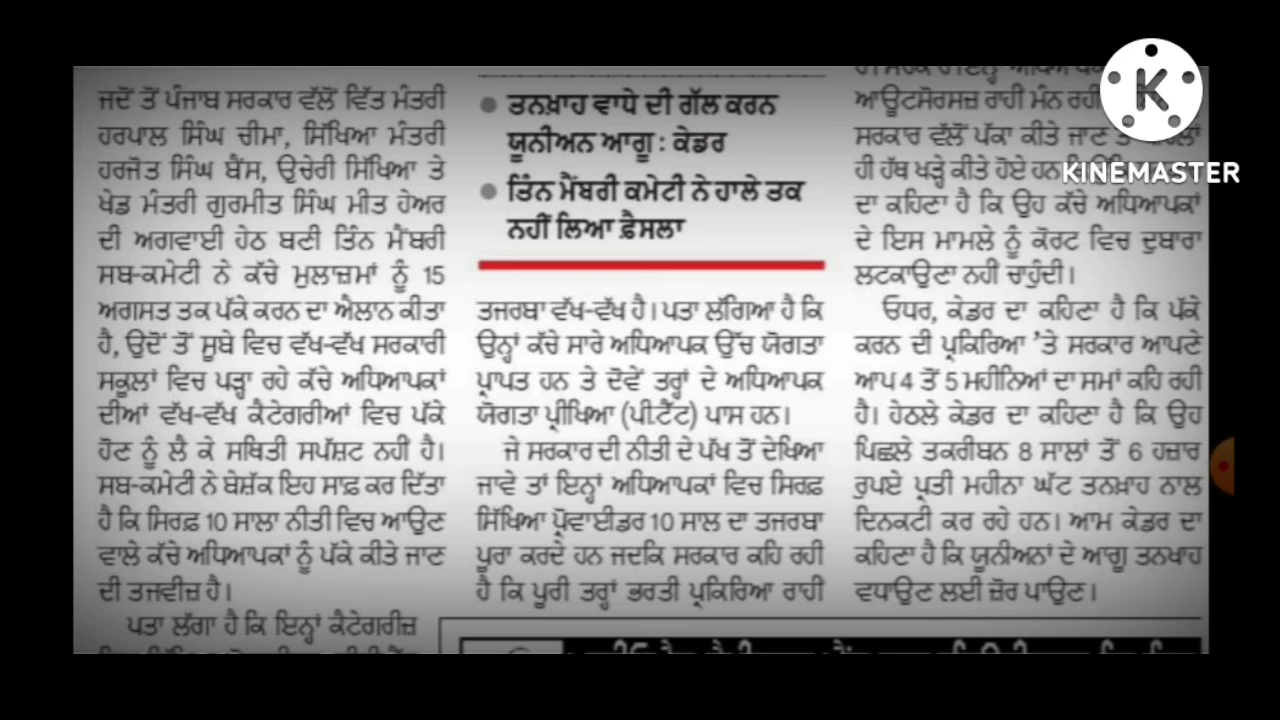 ਜਦੋਂ ਤੋਂ ਪੰਜਾਬ ਸਰਕਾਰ ਵੱਲੋਂ ਵਿੱਤ ਮੰਤਰੀ
ਹਰਪਾਲ ਸਿੰਘ ਚੀਮਾ, ਸਿੱਖਿਆ ਮੰਤਰੀ
ਹਰਜੋਤ ਸਿੰਘ ਬੈਂਸ, ਉਚੇਰੀ ਸਿੱਖਿਆ ਤੇ
ਖੇਡ ਮੰਤਰੀ ਗੁਰਮੀਤ ਸਿੰਘ ਮੀਤ ਹੇਅਰ
ਦੀ ਅਗਵਾਈ ਹੇਠ ਬਣੀ ਤਿੰਨ ਮੈਂਬਰੀ
ਸਬ-ਕਮੇਟੀ ਨੇ ਕੱਚੇ ਮੁਲਾਜ਼ਮਾਂ ਨੂੰ 15
ਅਗਸਤ ਤਕ ਪੱਕੇ ਕਰਨ ਦਾ ਐਲਾਨ ਕੀਤਾ
ਹੈ, ਉਦੋਂ ਤੋਂ ਸੂਬੇ ਵਿਚ ਵੱਖ-ਵੱਖ ਸਰਕਾਰੀ
ਸਕੂਲਾਂ ਵਿਚ ਪੜ੍ਹਾ ਰਹੇ ਕੱਚੇ ਅਧਿਆਪਕਾਂ
ਦੀਆਂ ਵੱਖ-ਵੱਖ ਕੈਟੇਗਰੀਆਂ ਵਿਚ ਪੱਕੇ
ਹੋਣ ਨੂੰ ਲੈ ਕੇ ਸਥਿਤੀ ਸਪੱਸ਼ਟ ਨਹੀ ਹੈ।
ਸਬ-ਕਮੇਟੀ ਨੇ ਬੇਸ਼ੱਕ ਇਹ ਸਾਫ਼ ਕਰ ਦਿੱਤਾ
ਹੈ ਕਿ ਸਿਰਫ਼ 10 ਸਾਲਾ ਨੀਤੀ ਵਿਚ ਆਉਣ
ਵਾਲੇ ਕੱਚੇ ਅਧਿਆਪਕਾਂ ਨੂੰ ਪੱਕੇ ਕੀਤੇ ਜਾਣ
ਦੀ ਤਜਵੀਜ਼ ਹੈ।
ਪਤਾ ਲੱਗਾ ਹੈ ਕਿ ਇਨ੍ਹਾਂ ਕੈਟੇਗਰੀਜ਼
● ਤਨਖ਼ਾਹ ਵਾਧੇ ਦੀ ਗੱਲ ਕਰਨ
ਯੂਨੀਅਨ ਆਗੂ : ਕੇਡਰ
● ਤਿੰਨ ਮੈਂਬਰੀ ਕਮੇਟੀ ਨੇ ਹਾਲੇ ਤਕ
ਨਹੀਂ ਲਿਆ ਫ਼ੈਸਲਾ
ਤਜਰਬਾ ਵੱਖ-ਵੱਖ ਹੈ। ਪਤਾ ਲੱਗਿਆ ਹੈ ਕਿ
ਉਨ੍ਹਾਂ ਕੱਚੇ ਸਾਰੇ ਅਧਿਆਪਕ ਉੱਚ ਯੋਗਤਾ
ਪ੍ਰਾਪਤ ਹਨ ਤੇ ਦੋਵੇਂ ਤਰ੍ਹਾਂ ਦੇ ਅਧਿਆਪਕ
ਯੋਗਤਾ ਪ੍ਰੀਖਿਆ (ਪੀ.ਟੈੱਟ) ਪਾਸ ਹਨ।
ਜੇ ਸਰਕਾਰ ਦੀ ਨੀਤੀ ਦੇ ਪੱਖ ਤੋਂ ਦੇਖਿਆ
ਜਾਵੇ ਤਾਂ ਇਨ੍ਹਾਂ ਅਧਿਆਪਕਾਂ ਵਿਚ ਸਿਰਫ਼
ਸਿੱਖਿਆ ਪ੍ਰੋਵਾਈਡਰ 10 ਸਾਲ ਦਾ ਤਜਰਬਾ
ਪੂਰਾ ਕਰਦੇ ਹਨ ਜਦਕਿ ਸਰਕਾਰ ਕਹਿ ਰਹੀ
ਹੈ ਕਿ ਪੂਰੀ ਤਰ੍ਹਾਂ ਭਰਤੀ ਪ੍ਰਕਿਰਿਆ ਰਾਹੀਂ
ਆਊਟਸੋਰਸਜ਼ ਰਾਹੀ ਮੰਨ ਰਹੀ
ਸਰਕਾਰ ਵੱਲੋਂ ਪੱਕਾ ਕੀਤੇ ਜਾਣ ਤੋਂ
ਹੀ ਹੱਥ ਖੜ੍ਹੇ ਕੀਤੇ ਹੋਏ ਹਨ
ਦਾ ਕਹਿਣਾ ਹੈ ਕਿ ਉਹ ਕੱਚੇ ਅਧਿਆਪਕਾਂ
ਦੇ ਇਸ ਮਾਮਲੇ ਨੂੰ ਕੋਰਟ ਵਿਚ ਦੁਬਾਰਾ
ਲਟਕਾਉਣਾ ਨਹੀ ਚਾਹੁੰਦੀ।
ਓਧਰ, ਕੇਡਰ ਦਾ ਕਹਿਣਾ ਹੈ ਕਿ ਪੱਕੇ
ਕਰਨ ਦੀ ਪ੍ਰਕਿਰਿਆ 'ਤੇ ਸਰਕਾਰ ਆਪਣੇ
ਆਪ 4 ਤੋਂ 5 ਮਹੀਨਿਆਂ ਦਾ ਸਮਾਂ ਕਹਿ ਰਹੀ
ਹੈ। ਹੇਠਲੇ ਕੇਡਰ ਦਾ ਕਹਿਣਾ ਹੈ ਕਿ ਉਹ
ਪਿਛਲੇ ਤਕਰੀਬਨ 8 ਸਾਲਾਂ ਤੋਂ 6 ਹਜ਼ਾਰ
ਰੁਪਏ ਪ੍ਰਤੀ ਮਹੀਨਾ ਘੱਟ ਤਨਖ਼ਾਹ ਨਾਲ
ਦਿਨਕਟੀ ਕਰ ਰਹੇ ਹਨ। ਆਮ ਕੇਡਰ ਦਾ
ਕਹਿਣਾ ਹੈ ਕਿ ਯੂਨੀਅਨਾਂ ਦੇ ਆਗੂ ਤਨਖਾਹ
ਵਧਾਉਣ ਲਈ ਜ਼ੋਰ ਪਾਉਣ।
K
KINEMASTER